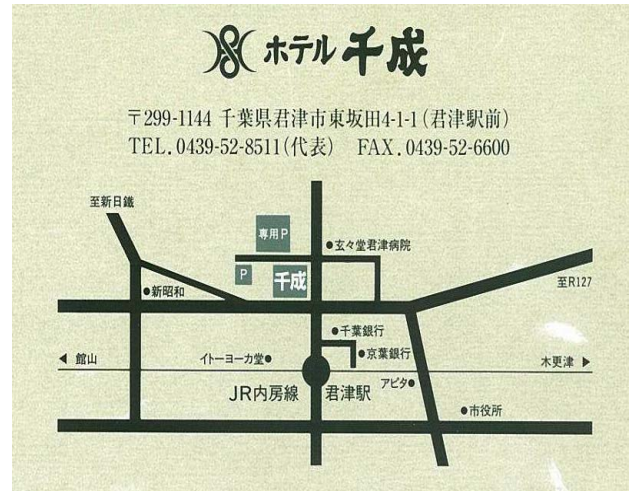 ホテル千成
〒299-1144 千葉県君津市東坂田4-1-1(君津駅前)
TEL.0439-52-8511(代表) FAX.0439-52-6600
至新日鐵
専用P
玄々堂君津病院
P
千成
至R127
新昭和
千葉銀行
京葉銀行
館山
イトーヨーカ堂
木更津
アピタ
JR内房線 君津駅
市役所